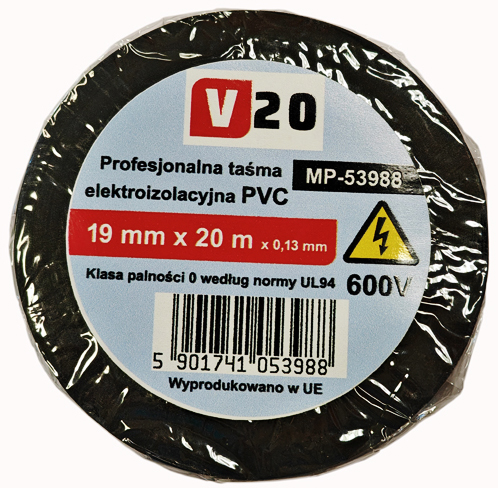 V20
Profesjonalna taśma
elektroizolacyjna PVC
MP-53988
19 mm x 20 m x 0,13 mm
Klasa palności 0 według normy UL94
600V
5 901741 053988
Wyprodukowano w UE